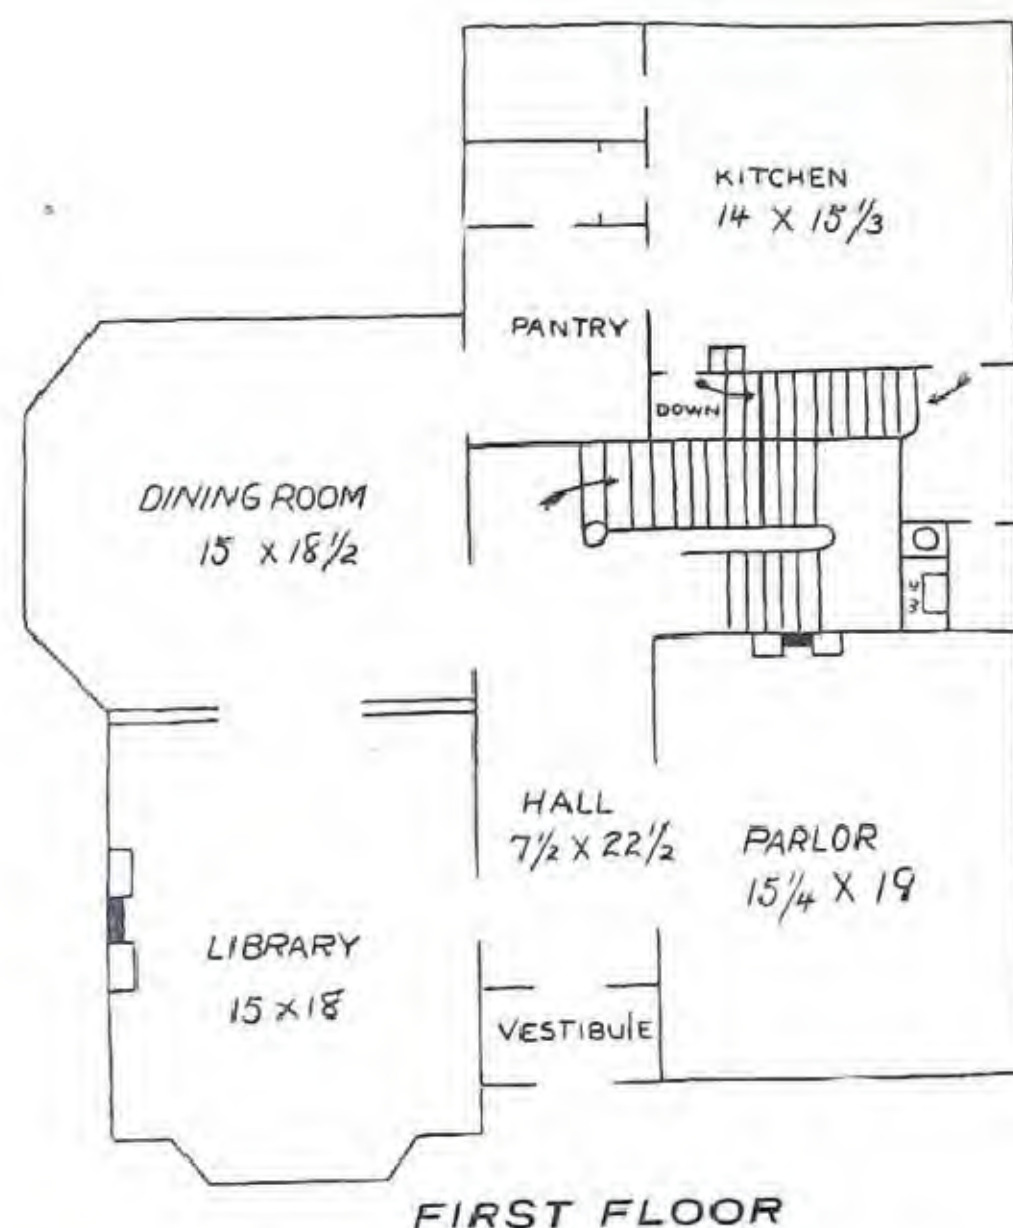 KITCHEN
14 X 15 1/3
PANTRY
DOWN
DINING ROOM
15 X 18 1/2
HALL
7 1/2 X 22 1/2
PARLOR
15 1/4 X 19
LIBRARY
15 X 18
VESTIBULE
FIRST FLOOR